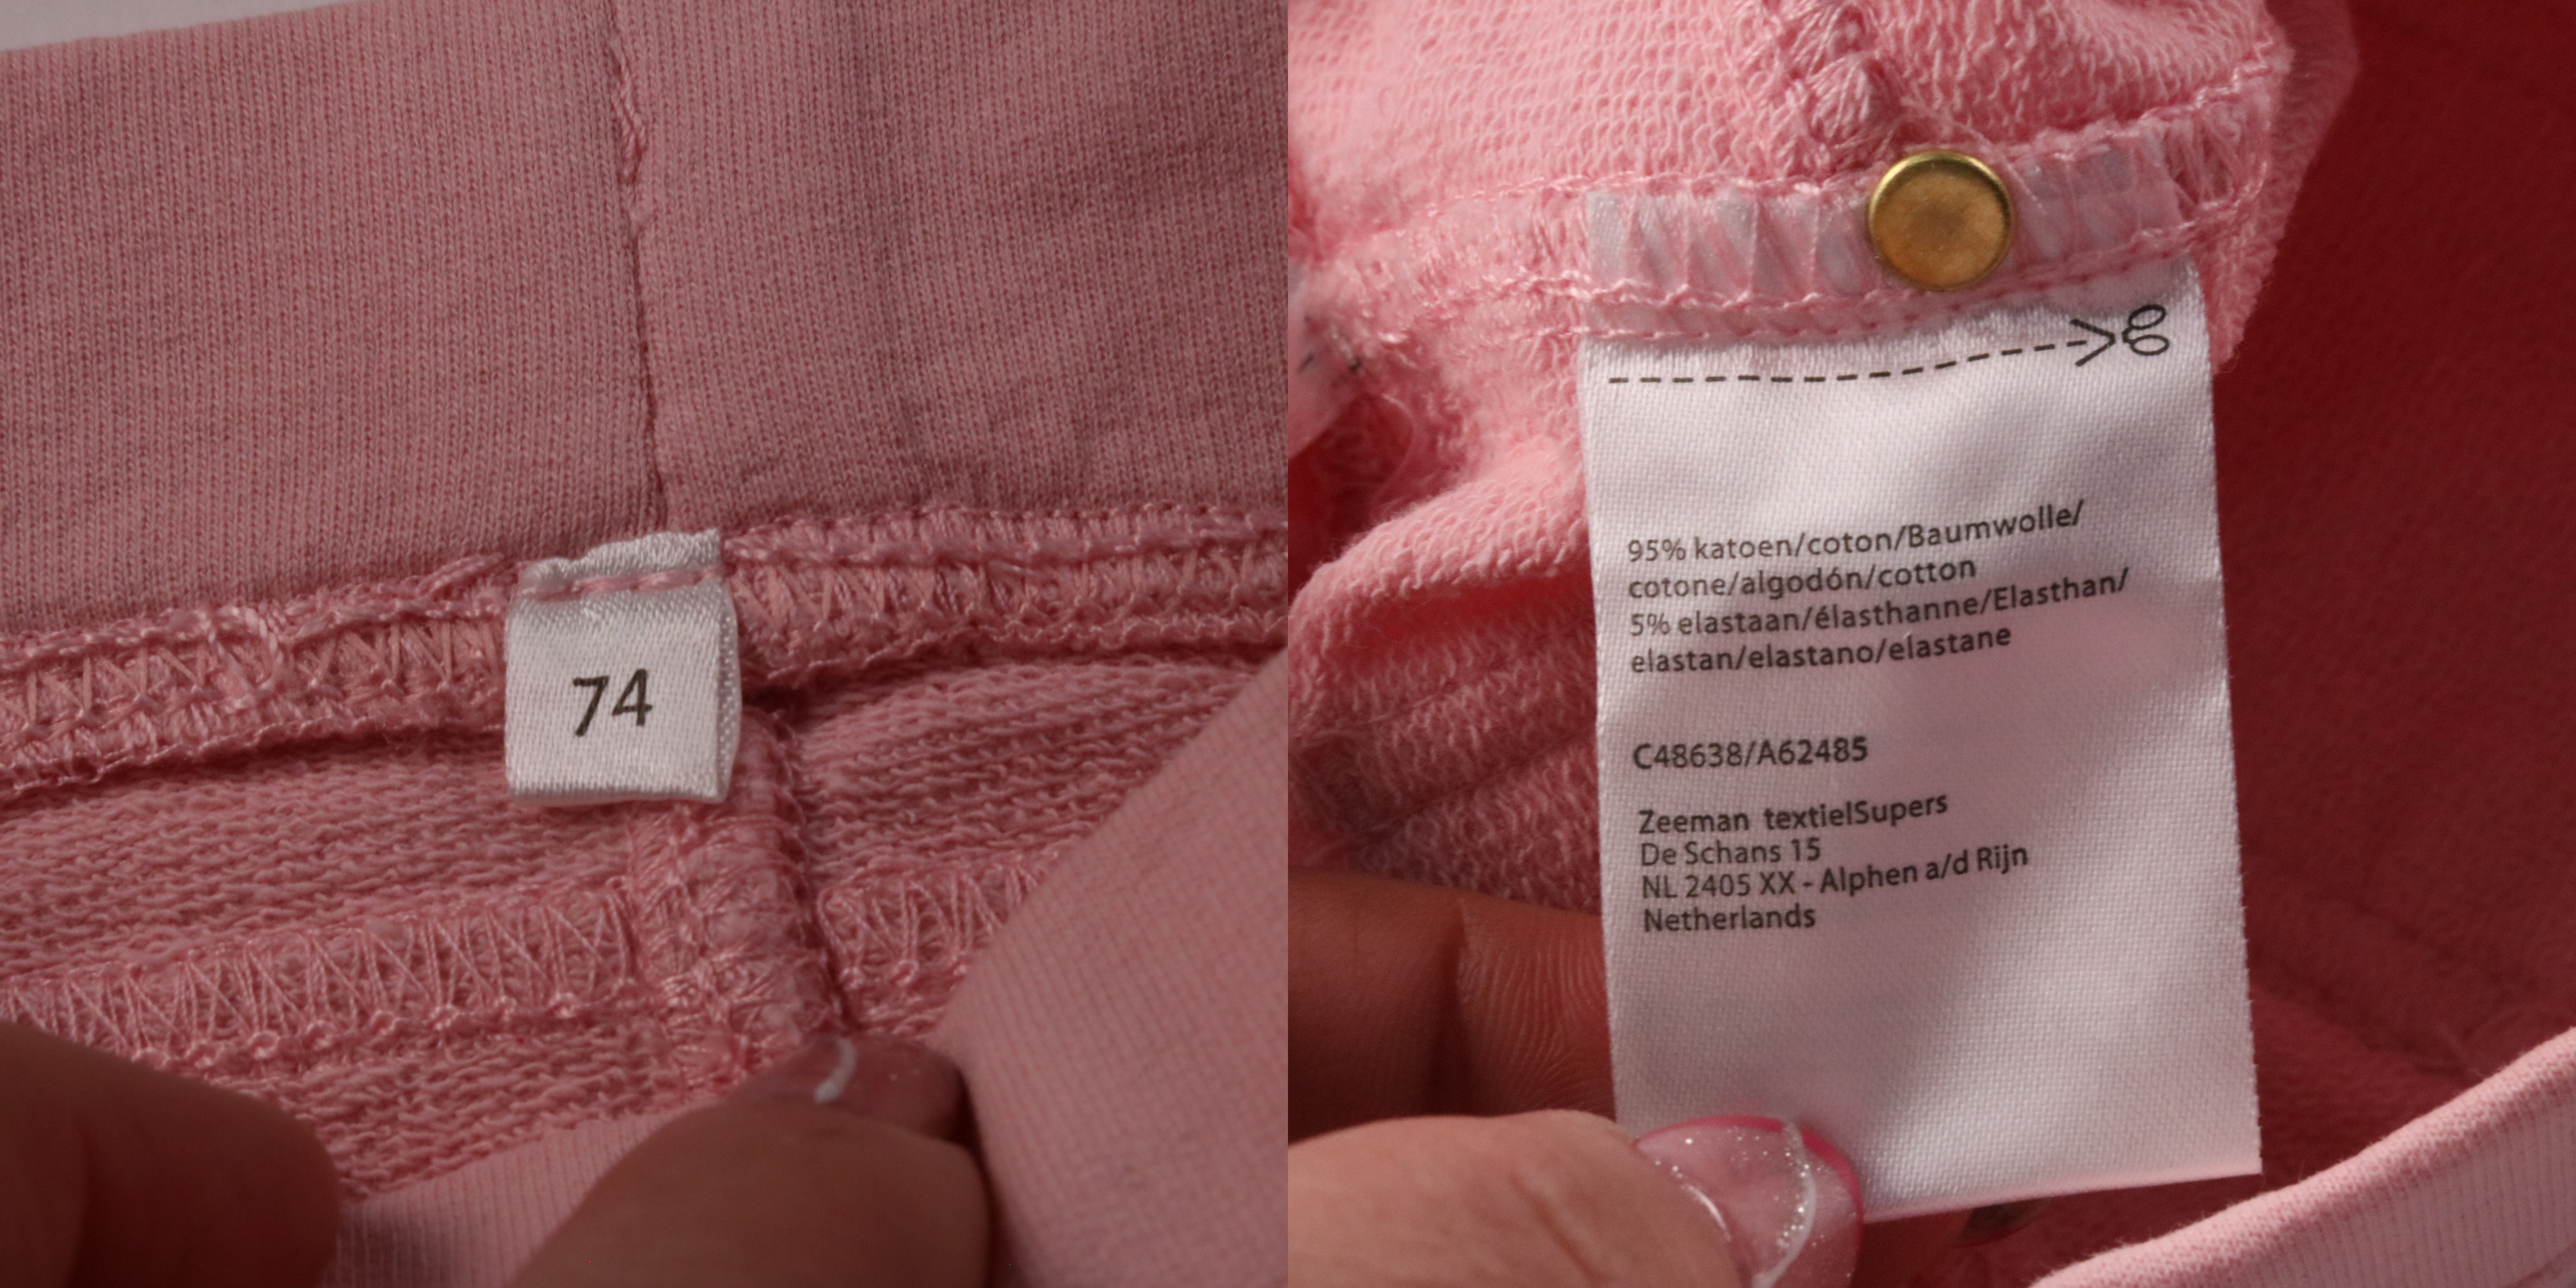 74
95% katoen/coton/Baumwolle/
cotone/algodón/cotton
5% elastaan/élasthanne/Elasthan/
elastan/elastano/elastane
C48638/A62485
Zeeman textielSupers
De Schans 15
NL 2405 XX - Alphen a/d Rijn
Netherlands